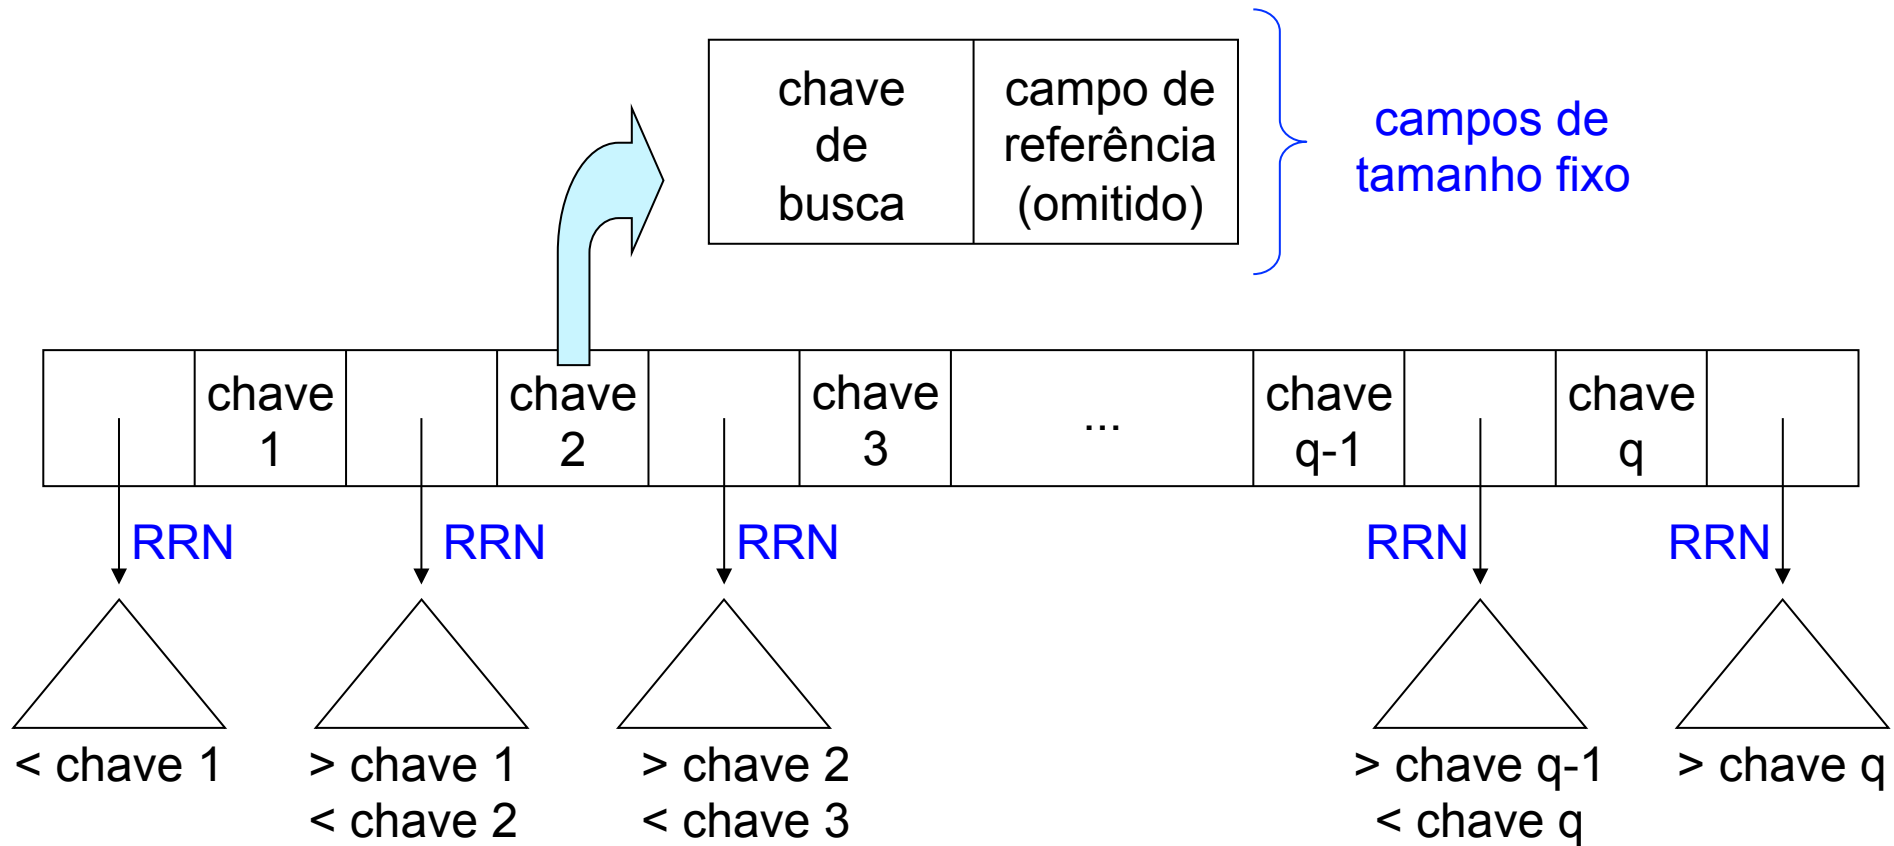 chave
de
busca
campo de
referência
(omitido)
campos de
tamanho fixo
chave
1
chave
2
chave
3
...
chave
q-1
chave
q
RRN
RRN
RRN
RRN
RRN
< chave 1
> chave 1
< chave 2
> chave 2
< chave 3
> chave q-1
< chave q
> chave q